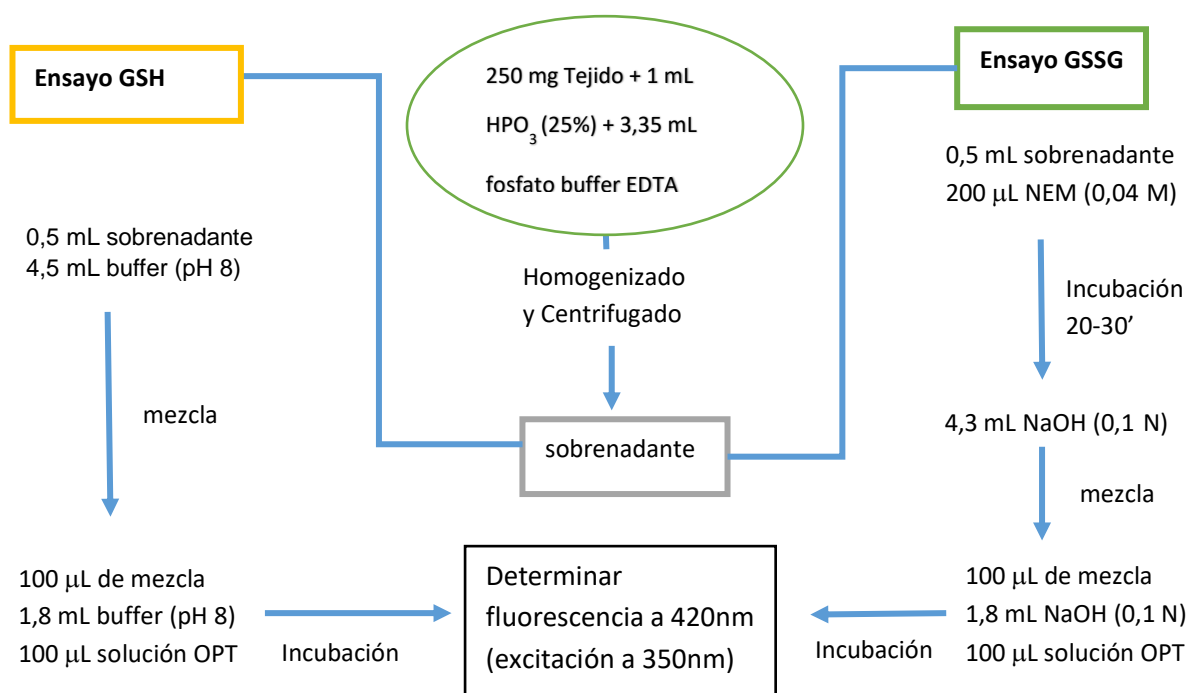 Ensayo GSH
250 mg Tejido + 1 mL
HPO3 (25%) + 3,35 mL
fosfato buffer EDTA
Ensayo GSSG
0,5 mL sobrenadante
4,5 mL buffer (pH 8)
Homogenizado
y Centrifugado
0,5 mL sobrenadante
200 μL NEM (0,04 M)
Incubación
20-30’
mezcla
sobrenadante
4,3 mL NaOH (0,1 N)
mezcla
100 μL de mezcla
1,8 mL buffer (pH 8)
100 μL solución OPT
Incubación
Determinar
fluorescencia a 420nm
(excitación a 350nm)
Incubación
100 μL de mezcla
1,8 mL NaOH (0,1 N)
100 μL solución OPT